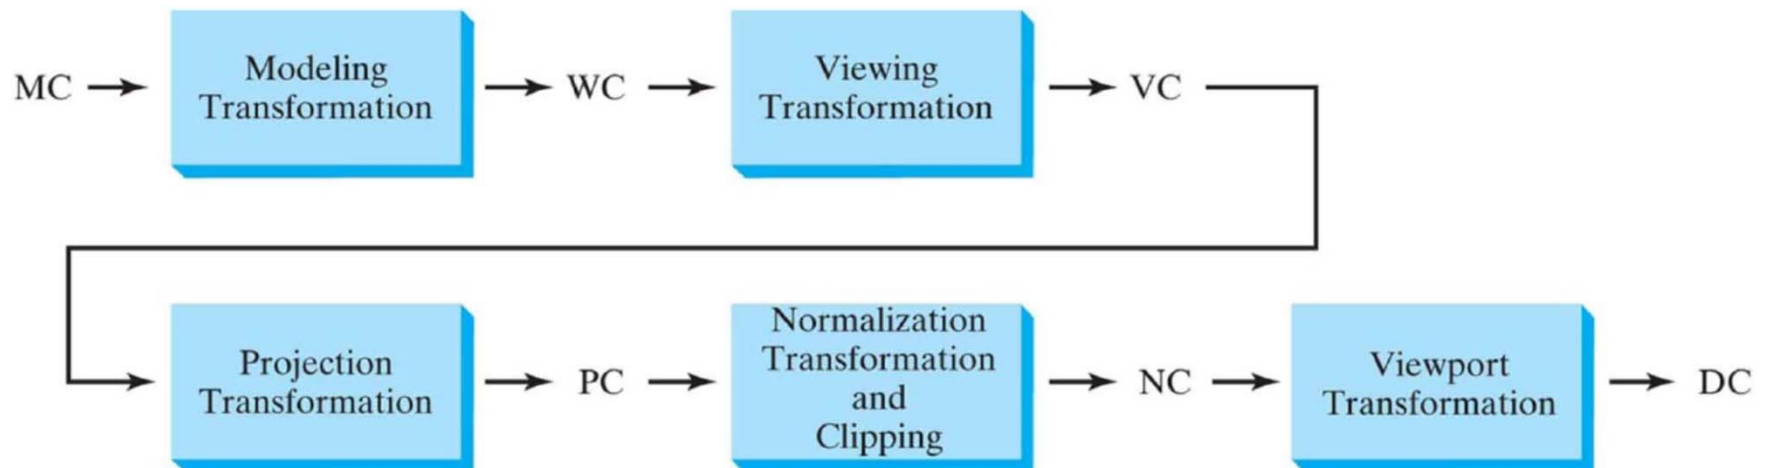 MC
Modeling
Transformation
WC
Viewing
Transformation
VC
Projection
Transformation
PC
Normalization
Transformation
and
Clipping
NC
Viewport
Transformation
DC